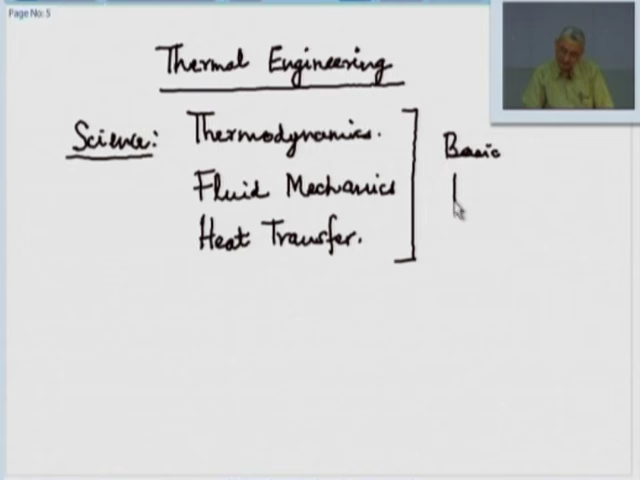 Page No: 5
Thermal Engineering
Science: Thermodynamics.
Fluid Mechanics
Heat Transfer.
Basic